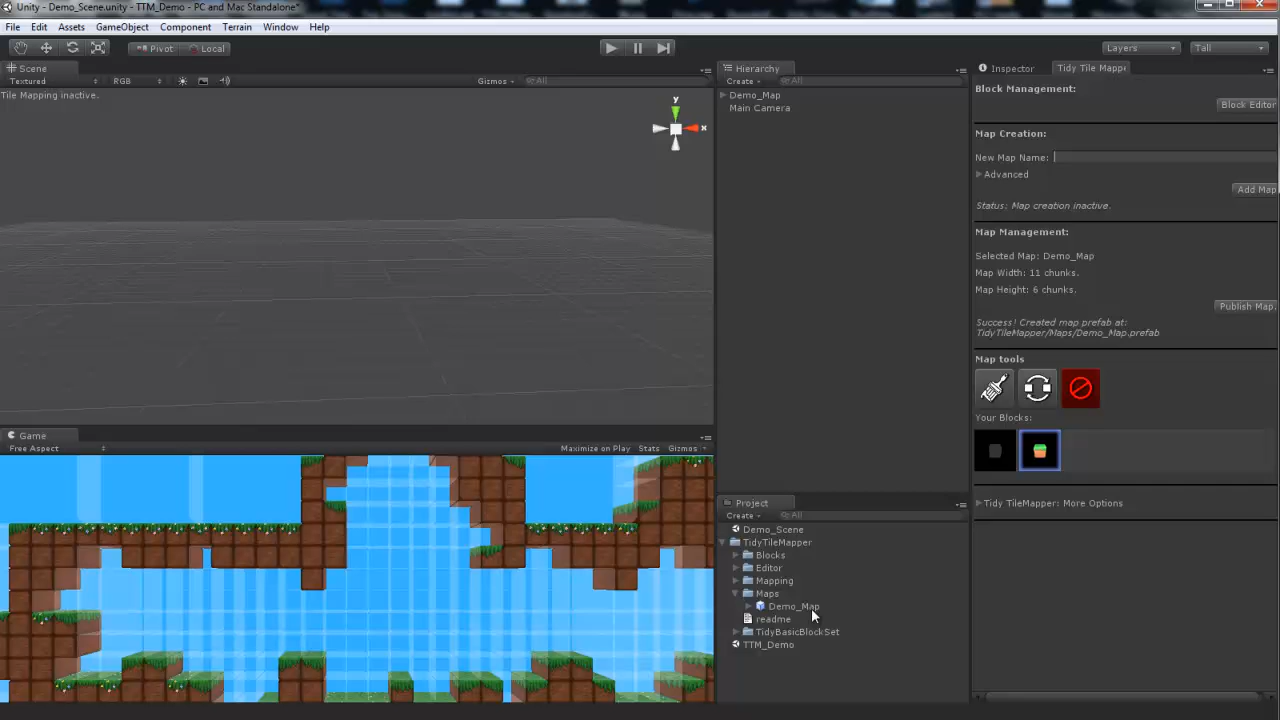 Unity - Demo_Scene.unity - TTM_Demo - PC and Mac Standalone*
File Edit Assets GameObject Component Terrain Window Help
Pivot Local Layers Tall
Scene
Textured RGB Gizmos All
Tile Mapping inactive.
y
x
Game
Free Aspect Maximize on Play Stats Gizmos
Hierarchy
Create All
Demo_Map
Main Camera
Project
Create All
Demo_Scene
TidyTileMapper
Blocks
Editor
Mapping
Maps
Demo_Map
readme
TidyBasicBlockSet
TTM_Demo
Inspector Tidy Tile Mappe
Block Management:
Block Editor
Map Creation:
New Map Name:
Advanced
Add Map
Status: Map creation inactive.
Map Management:
Selected Map: Demo_Map
Map Width: 11 chunks.
Map Height: 6 chunks.
Publish Map.
Success! Created map prefab at:
TidyTileMapper/Maps/Demo_Map.prefab
Map tools
Your Blocks:
Tidy TileMapper: More Options